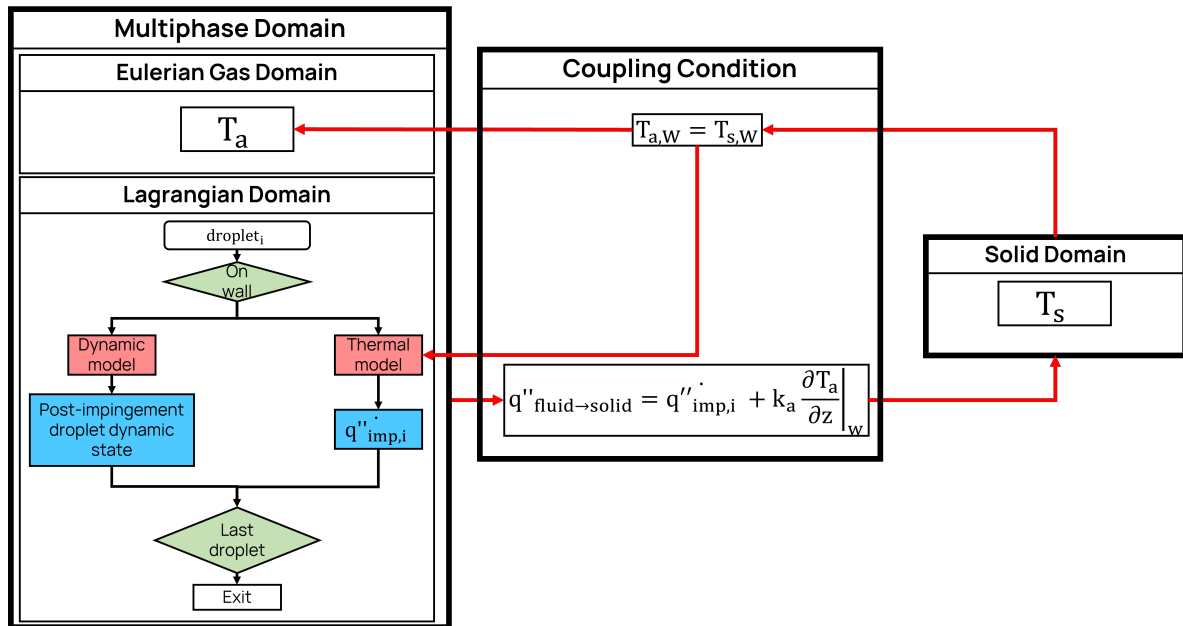 Multiphase Domain
Eulerian Gas Domain
Tₐ
Lagrangian Domain
dropletᵢ
On
wall
Dynamic
model
Thermal
model
Post-impingement
droplet dynamic
state
q̇''imp,i
Last
droplet
Exit
Coupling Condition
Ta,W = Ts,W
q''fluid→solid = q̇''imp,i + kₐ ∂Tₐ/∂z|w
Solid Domain
Tₛ